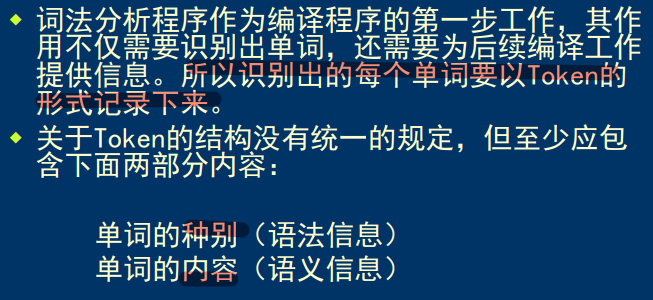 词法分析程序作为编译程序的第一步工作，其作
用不仅需要识别出单词，还需要为后续编译工作
提供信息。所以识别出的每个单词要以Token的
形式记录下来。
关于Token的结构没有统一的规定，但至少应包
含下面两部分内容：
单词的种别（语法信息）
单词的内容（语义信息）